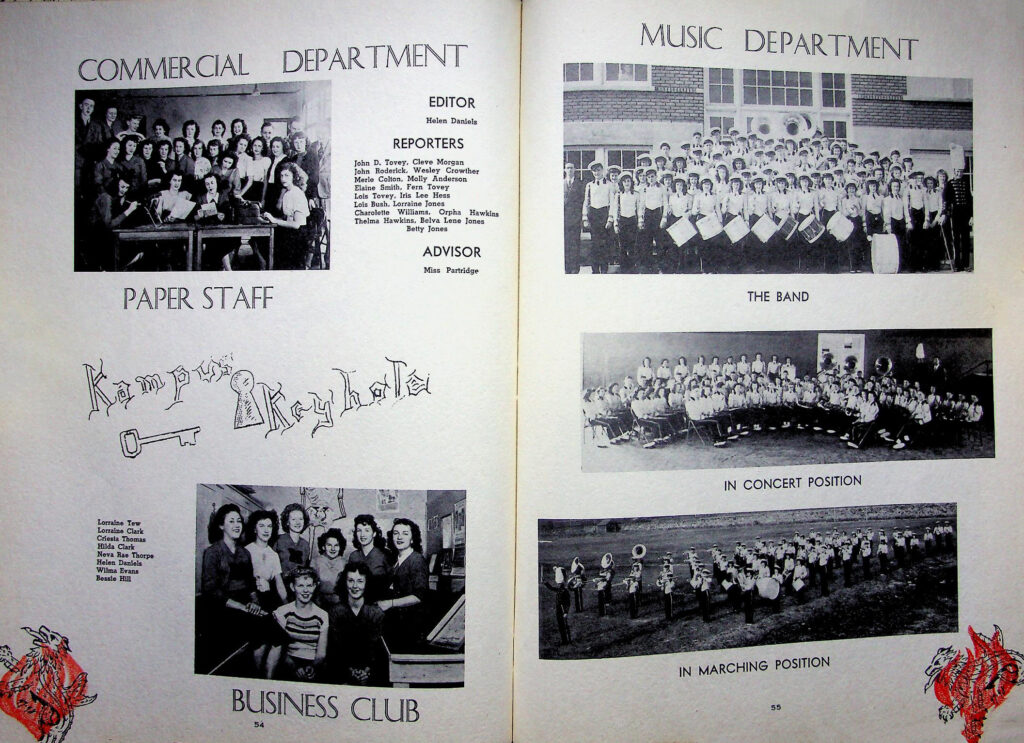 COMMERCIAL DEPARTMENT
EDITOR
Helen Daniels
REPORTERS
John D. Tovey, Cleve Morgan
John Roderick, Wesley Crowther
Merle Colton, Molly Anderson
Elaine Smith, Fern Tovey
Lois Tovey, Iris Lee Hess
Lois Bush, Lorraine Jones
Charolette Williams, Orpha Hawkins
Thelma Hawkins, Belva Lene Jones
Betty Jones
ADVISOR
Miss Partridge
PAPER STAFF
Kampus Keyhole
Lorraine Tew
Lorraine Clark
Criesta Thomas
Hilda Clark
Neva Rae Thorpe
Helen Daniels
Wilma Evans
Bessie Hill
BUSINESS CLUB
54
MUSIC DEPARTMENT
THE BAND
IN CONCERT POSITION
IN MARCHING POSITION
55